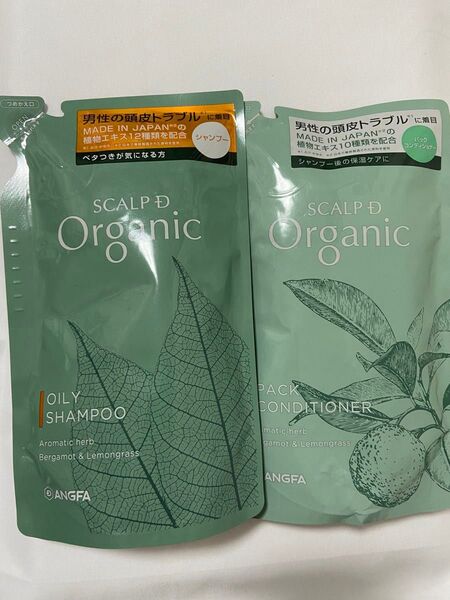 つめかえ口
OPEN
男性の頭皮トラブル※1に着目
MADE IN JAPAN※2の
植物エキス12種類を配合
シャンプー
ベタつきが気になる方
SCALP D
Organic
OILY
SHAMPOO
Aromatic herb
Bergamot & Lemongrass
ANGFA
男性の頭皮トラブル※1に着目
MADE IN JAPAN※2の
植物エキス10種類を配合
パック
コンディショナー
シャンプー後の保湿ケアに
SCALP D
Organic
PACK
CONDITIONER
Aromatic herb
Bergamot & Lemongrass
ANGFA